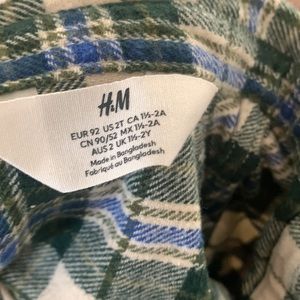 H&M
EUR 92 US 2T CA 1½-2A
CN 90/52 MX 1½-2A
AUS 2 UK 1½-2Y
Made in Bangladesh
Fabriqué au Bangladesh